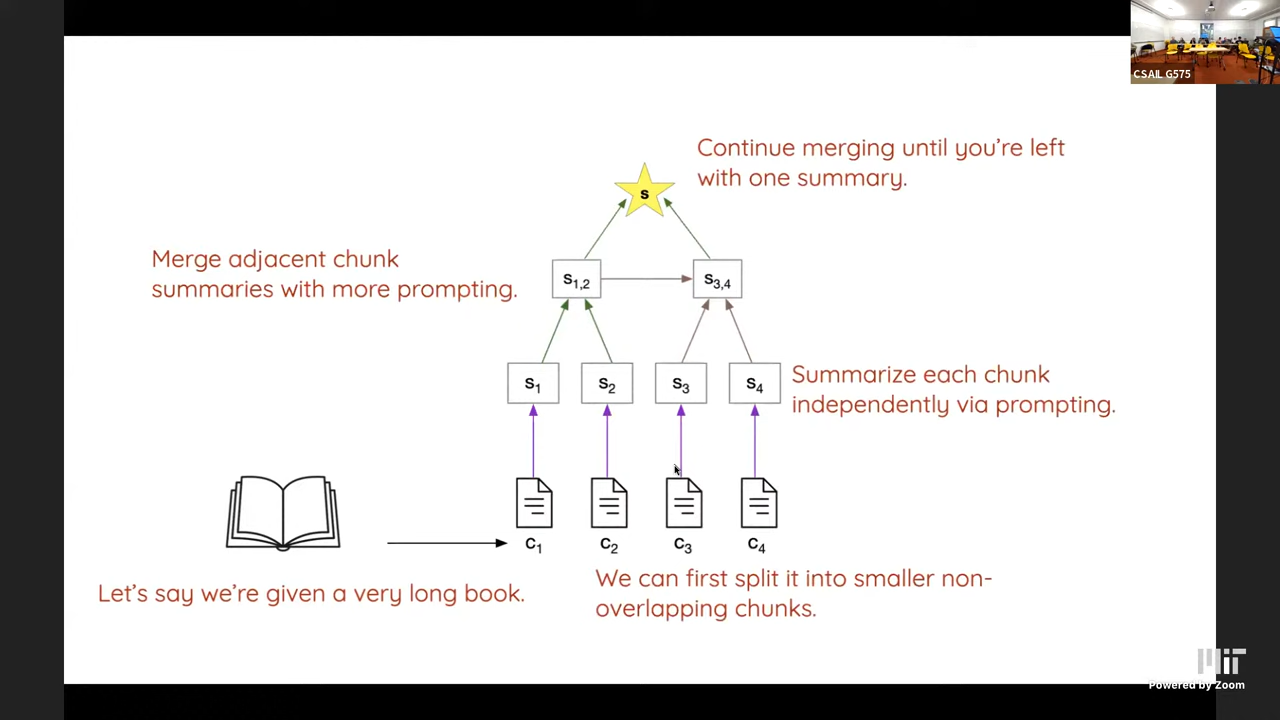 CSAIL G575
Continue merging until you’re left
with one summary.
s
Merge adjacent chunk
summaries with more prompting.
s1,2
s3,4
s1
s2
s3
s4
Summarize each chunk
independently via prompting.
c1
c2
c3
c4
Let’s say we’re given a very long book.
We can first split it into smaller non-
overlapping chunks.
MIT
Powered by Zoom